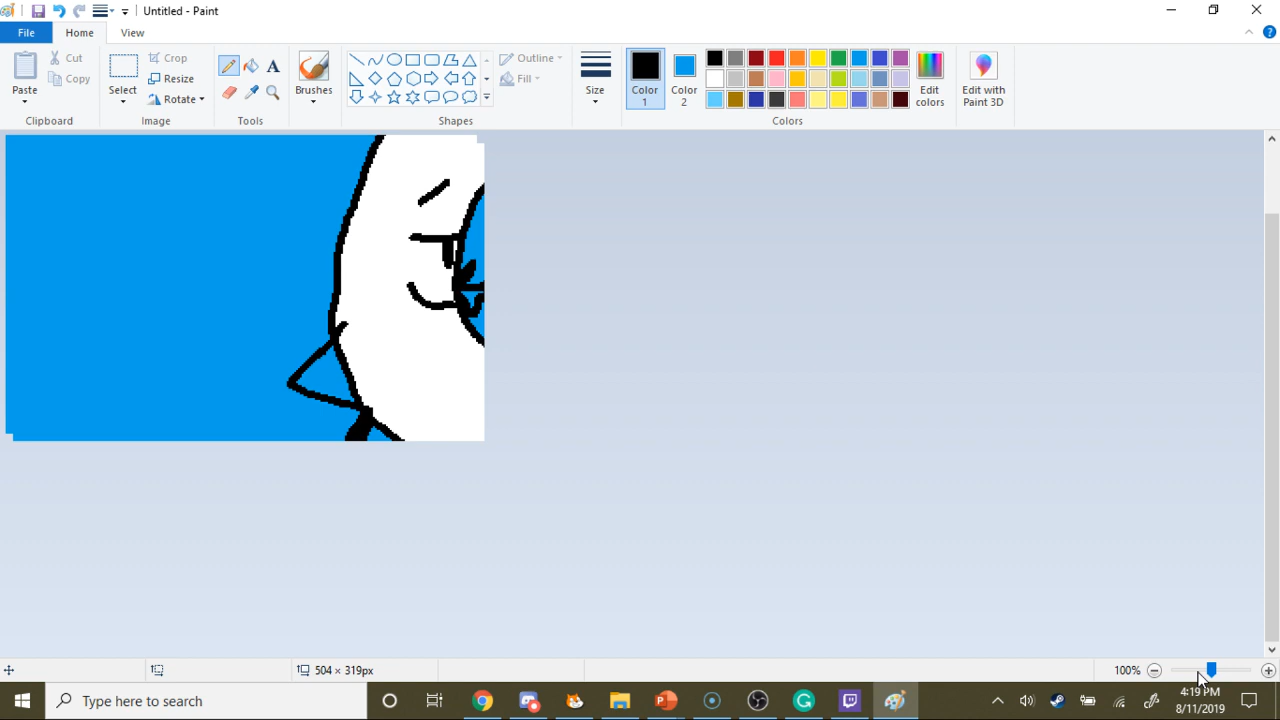 Untitled - Paint
File Home View
Paste
Cut
Copy
Clipboard
Select
Crop
Resize
Rotate
Image
A
Tools
Brushes
Outline
Fill
Shapes
Size
Color 1
Color 2
Edit colors
Colors
Edit with Paint 3D
504 × 319px
100%
Type here to search
4:19 PM
8/11/2019